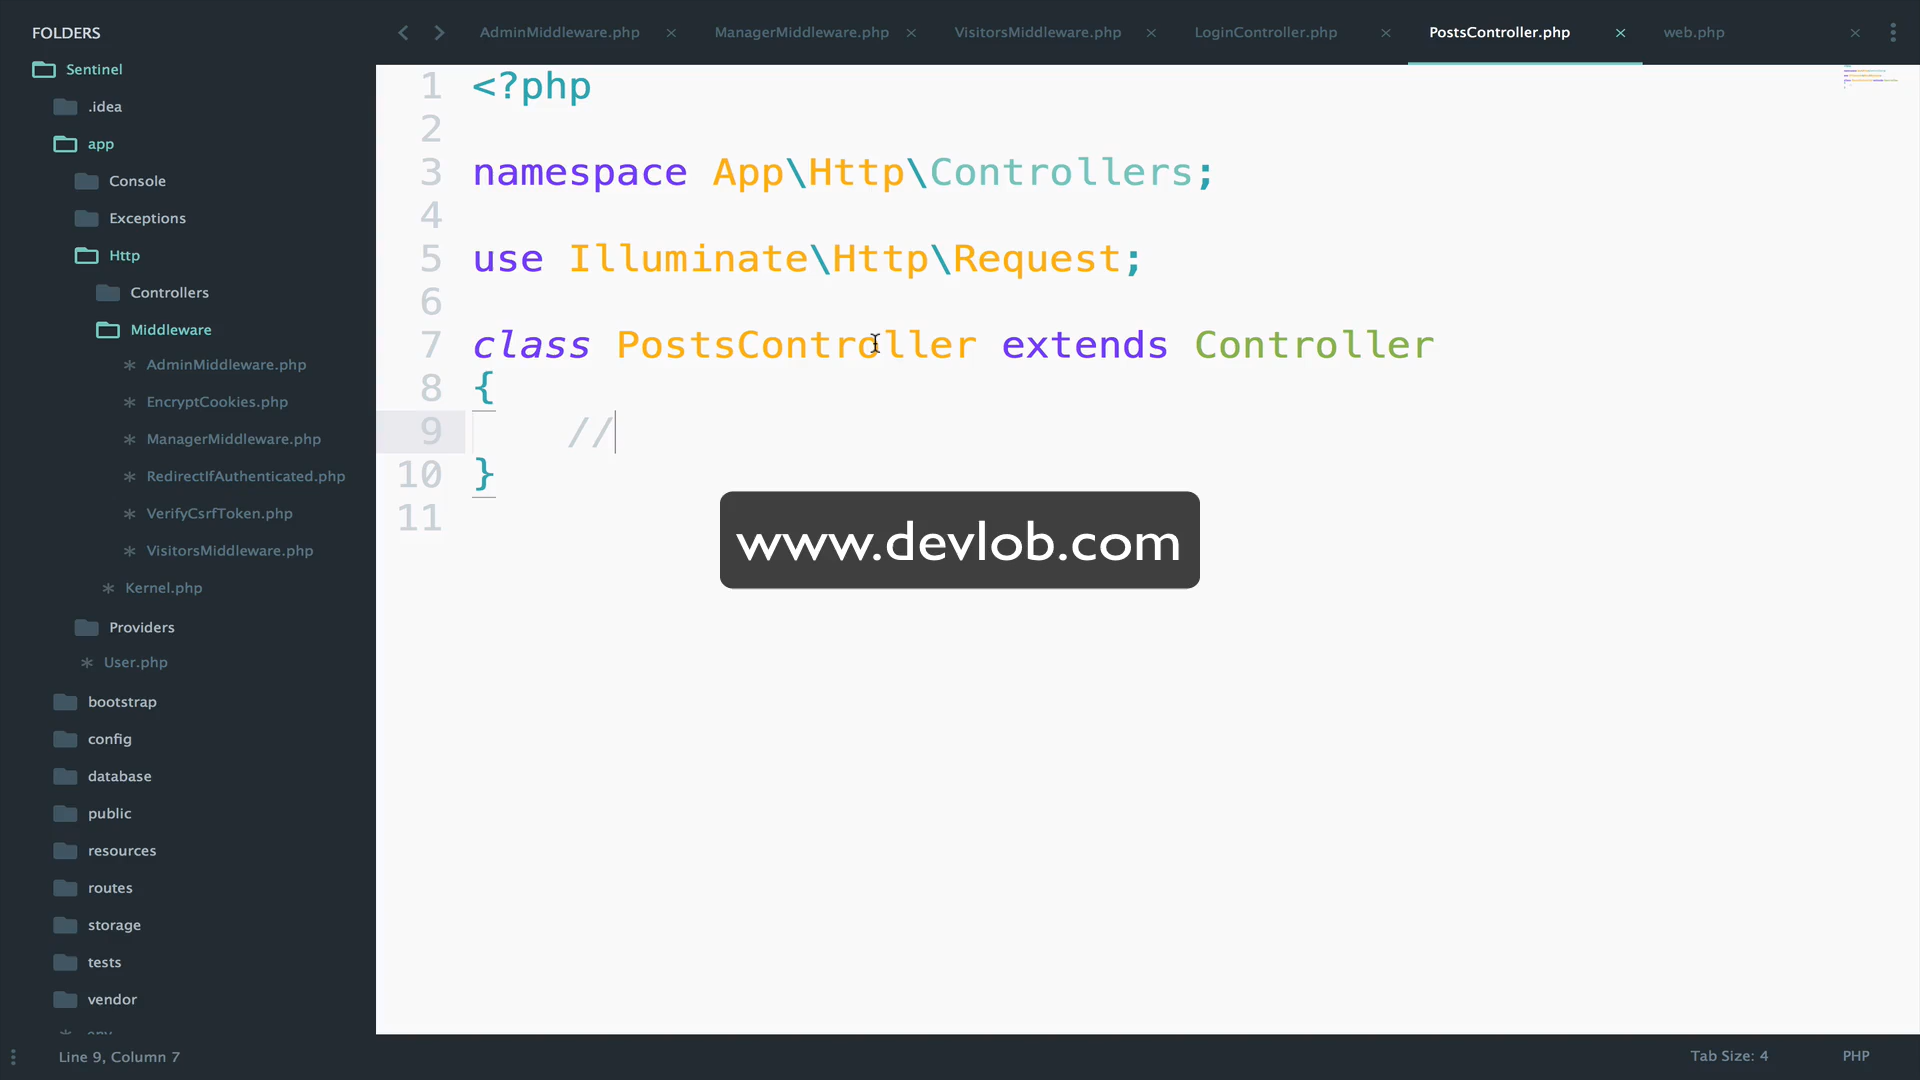 FOLDERS
Sentinel
.idea
app
Console
Exceptions
Http
Controllers
Middleware
AdminMiddleware.php
EncryptCookies.php
ManagerMiddleware.php
RedirectIfAuthenticated.php
VerifyCsrfToken.php
VisitorsMiddleware.php
Kernel.php
Providers
User.php
bootstrap
config
database
public
resources
routes
storage
tests
vendor
AdminMiddleware.php
ManagerMiddleware.php
VisitorsMiddleware.php
LoginController.php
PostsController.php
web.php
1 <?php
2
3 namespace App\Http\Controllers;
4
5 use Illuminate\Http\Request;
6
7 class PostsController extends Controller
8 {
9 //
10 }
11
www.devlob.com
Line 9, Column 7
Tab Size: 4
PHP